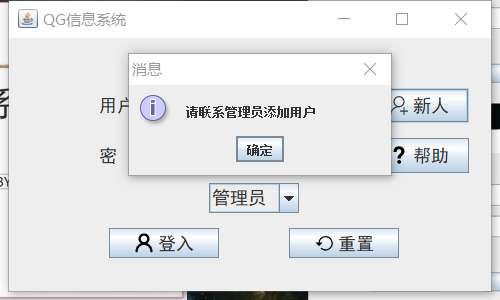 QG信息系统
消息
请联系管理员添加用户
确定
用户
新人
密
帮助
管理员
登入
重置